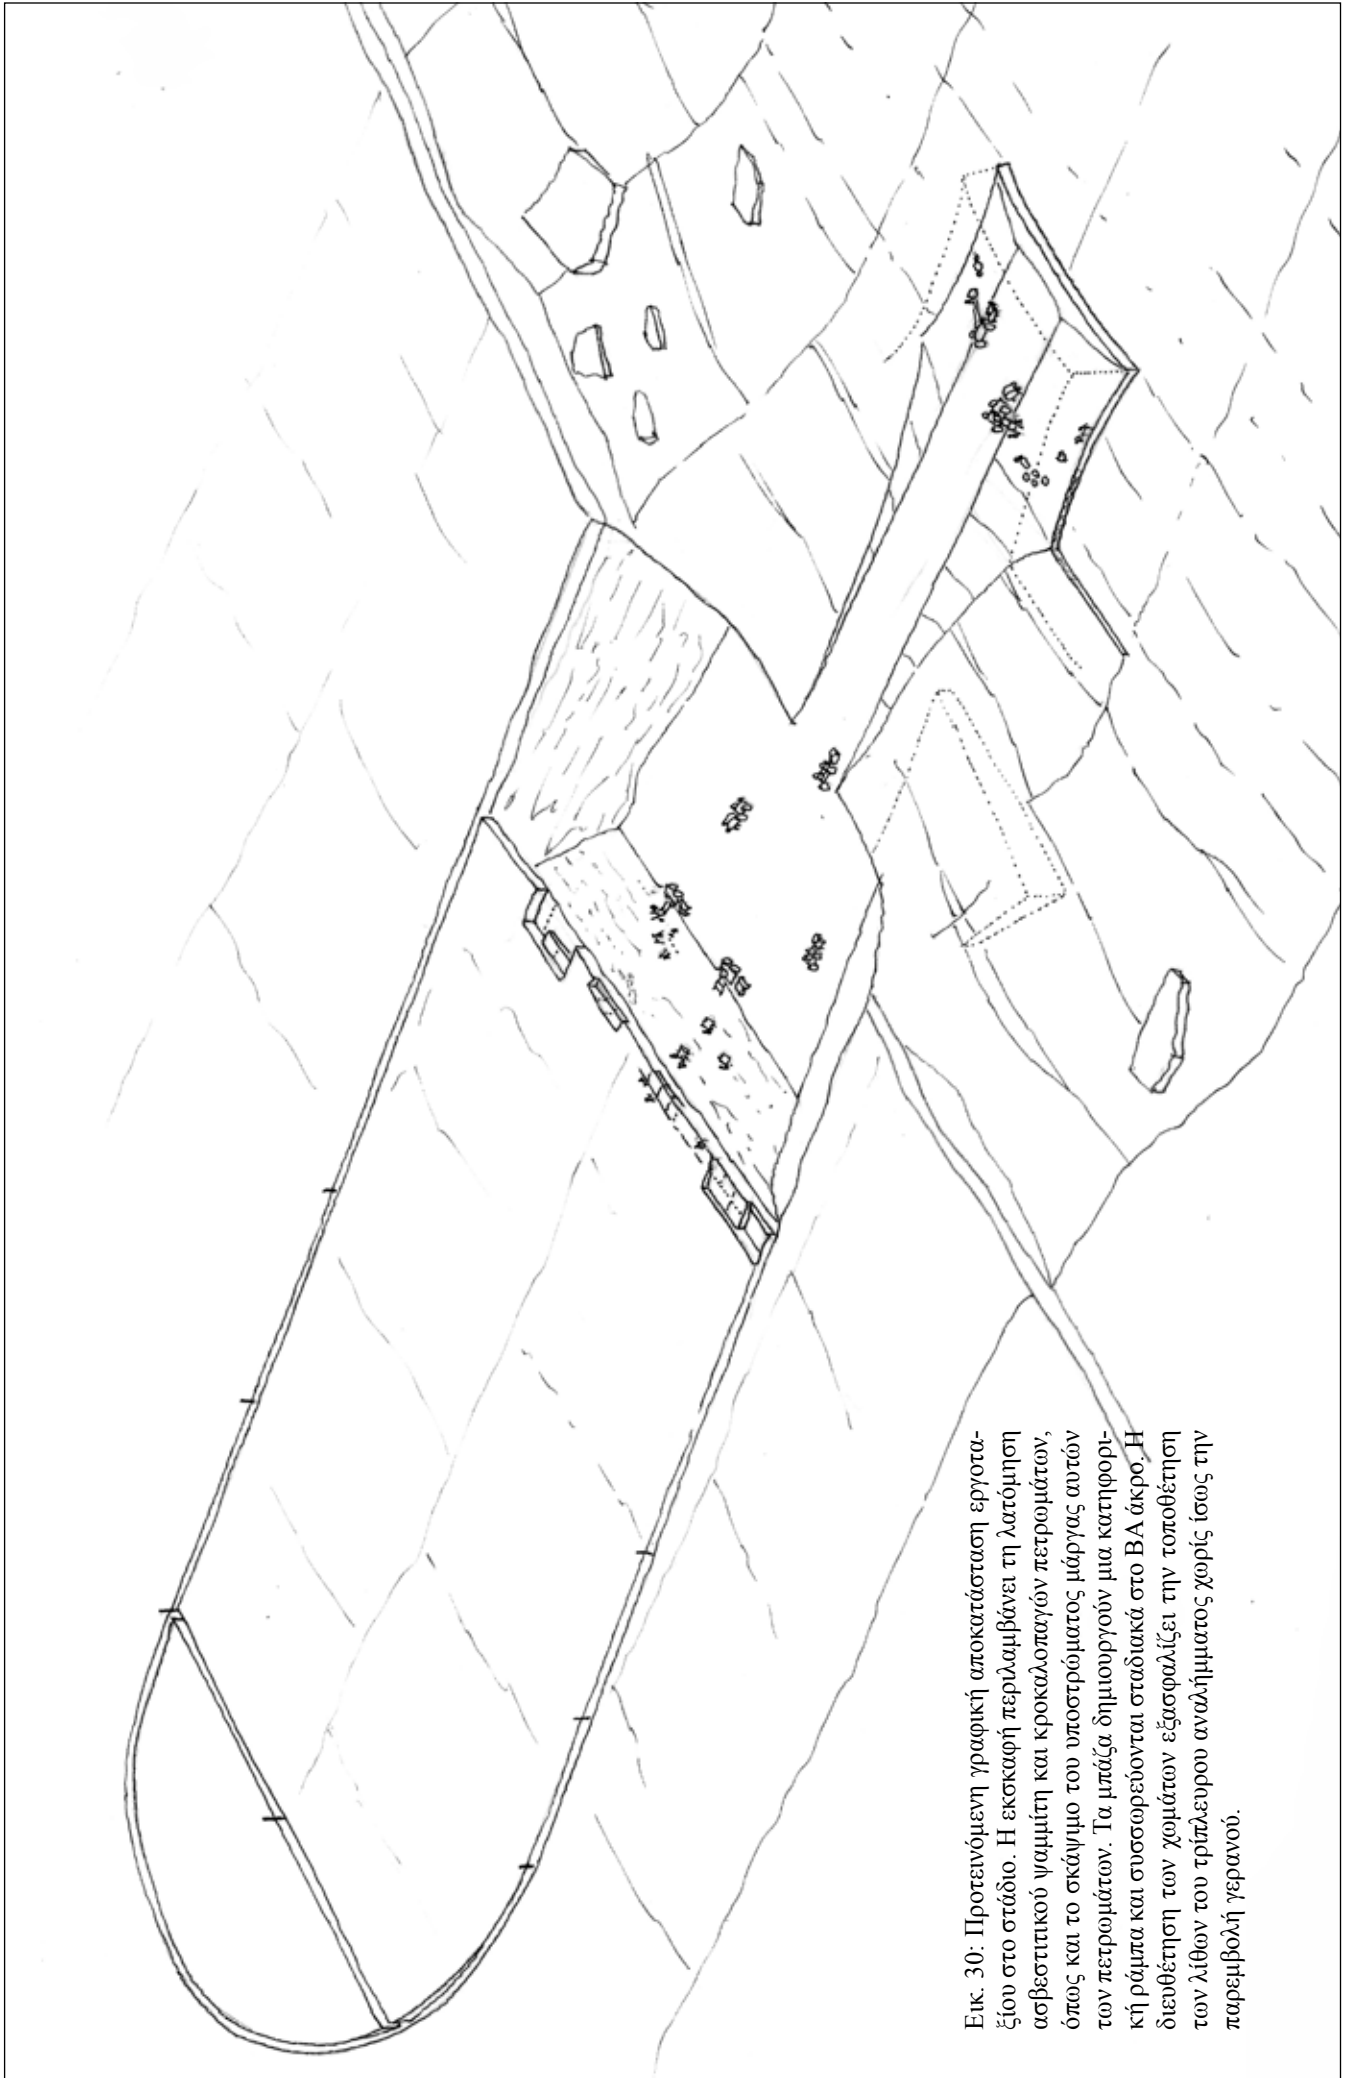 Εικ. 30: Προτεινόμενη γραφική αποκατάσταση εργοτα-
ξίου στο στάδιο. Η εκσκαφή περιλαμβάνει τη λατόμηση
ασβεστιτικού ψαμμίτη και κροκαλοπαγών πετρωμάτων,
όπως και το σκάψιμο του υποστρώματος μάργας αυτών
των πετρωμάτων. Τα μπάζα δημιουργούν μια κατηφορι-
κή ράμπα και συσσωρεύονται σταδιακά στο ΒΑ άκρο. Η
διευθέτηση των χωμάτων εξασφαλίζει την τοποθέτηση
των λίθων του τρίπλευρου αναλήμματος χωρίς ίσως την
παρεμβολή γερανού.